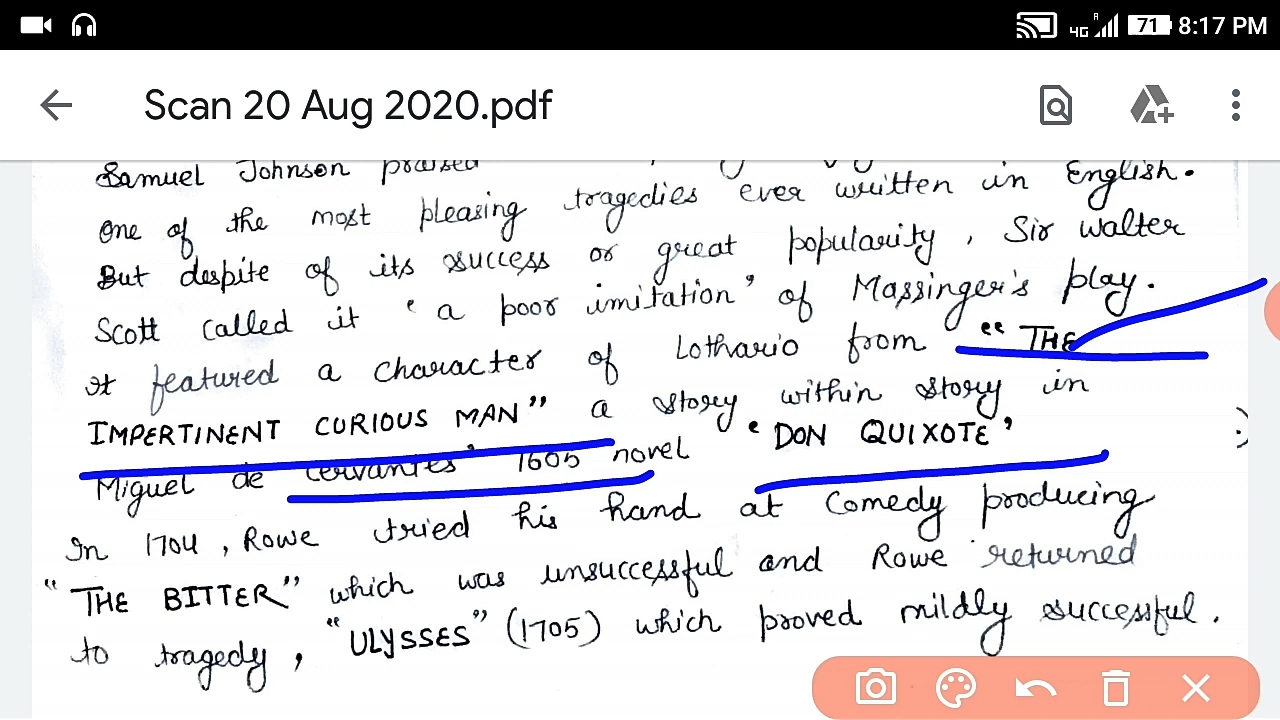 71 8:17 PM
Scan 20 Aug 2020.pdf
Samuel Johnson praised
one of the most pleasing tragedies ever written in English.
But despite of its success or great popularity, Sir Walter
Scott called it ‘a poor imitation’ of Massinger's play.
It featured a character of Lothario from “THE
IMPERTINENT CURIOUS MAN” a story within story in
Miguel de Cervantes' 1605 novel ‘DON QUIXOTE’
In 1704, Rowe tried his hand at Comedy producing
“THE BITTER” which was unsuccessful and Rowe returned
to tragedy, “ULYSSES” (1705) which proved mildly successful.